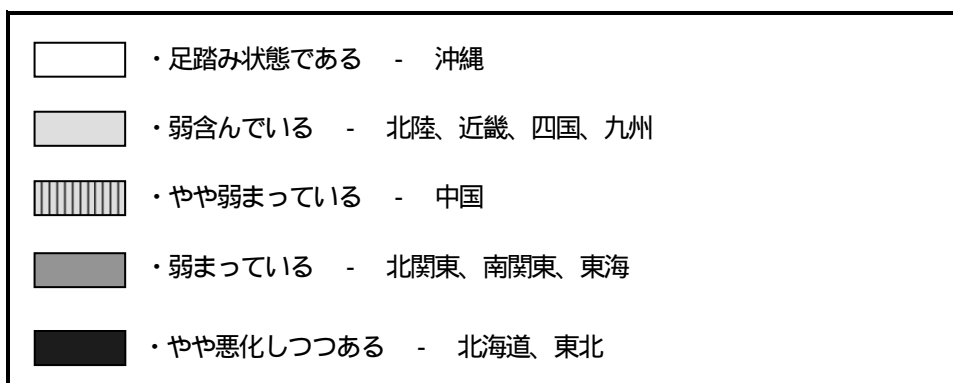 ・足踏み状態である - 沖縄
・弱含んでいる - 北陸、近畿、四国、九州
・やや弱まっている - 中国
・弱まっている - 北関東、南関東、東海
・やや悪化しつつある - 北海道、東北